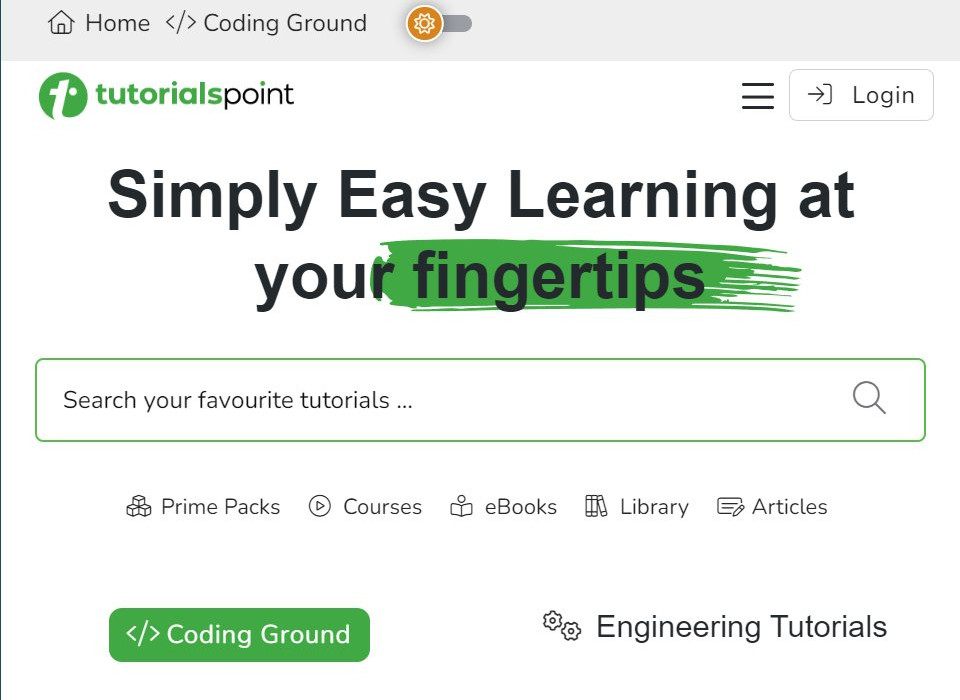 Home </> Coding Ground
tutorialspoint
Login
Simply Easy Learning at
your fingertips
Search your favourite tutorials ...
Prime Packs Courses eBooks Library Articles
</> Coding Ground
Engineering Tutorials